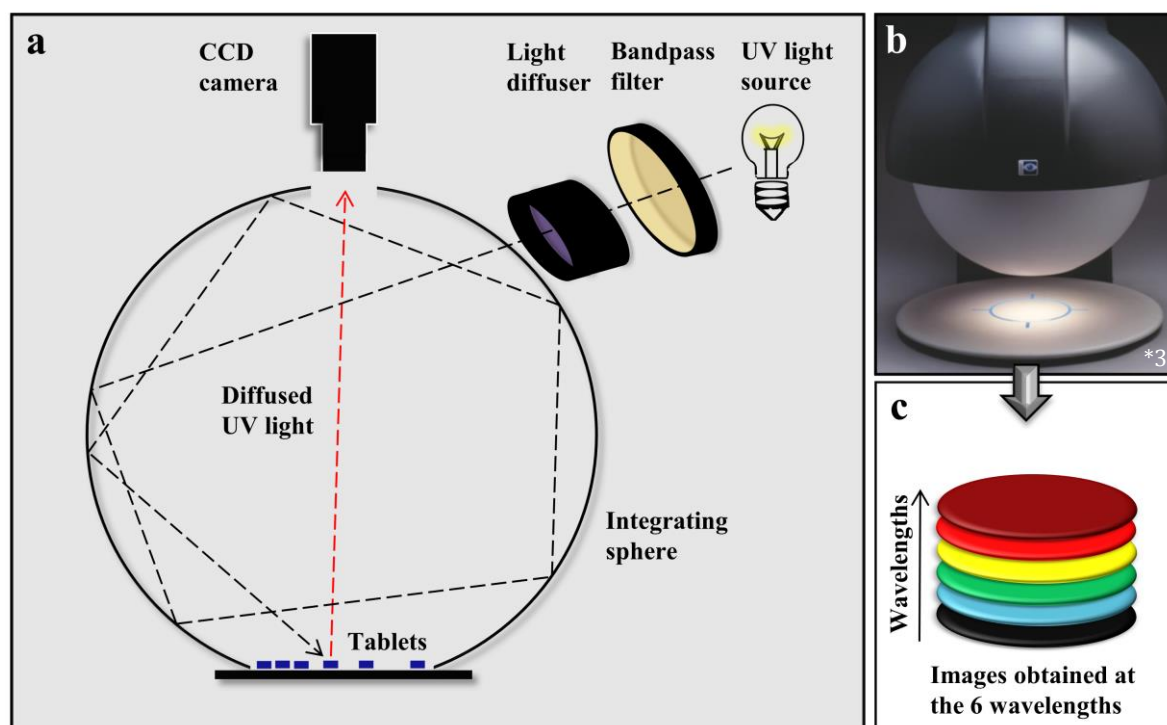 a
CCD
camera
Light
diffuser
Bandpass
filter
UV light
source
Diffused
UV light
Integrating
sphere
Tablets
b
*3
c
Wavelengths
Images obtained at
the 6 wavelengths